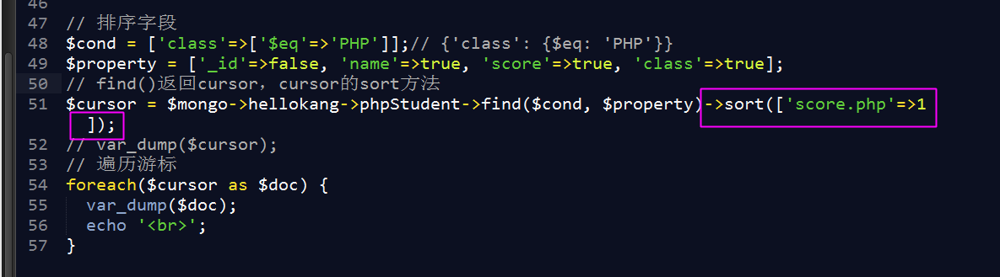 46
47 // 排序字段
48 $cond = ['class'=>['$eq'=>'PHP']];// {'class': {$eq: 'PHP'}}
49 $property = ['_id'=>false, 'name'=>true, 'score'=>true, 'class'=>true];
50 // find()返回cursor，cursor的sort方法
51 $cursor = $mongo->hellokang->phpStudent->find($cond, $property)->sort(['score.php'=>1
]);
52 // var_dump($cursor);
53 // 遍历游标
54 foreach($cursor as $doc) {
55 var_dump($doc);
56 echo '<br>';
57 }